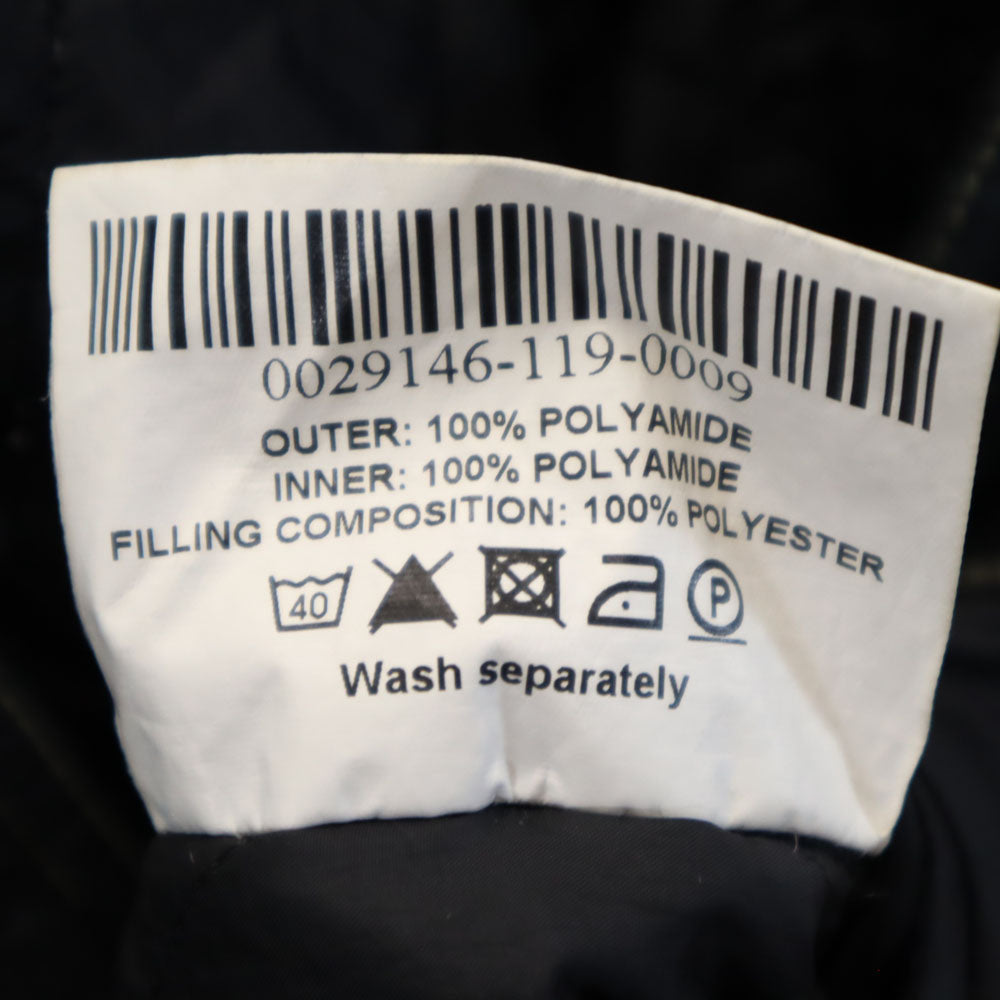 0029146-119-0009
OUTER: 100% POLYAMIDE
INNER: 100% POLYAMIDE
FILLING COMPOSITION: 100% POLYESTER
40 P
Wash separately